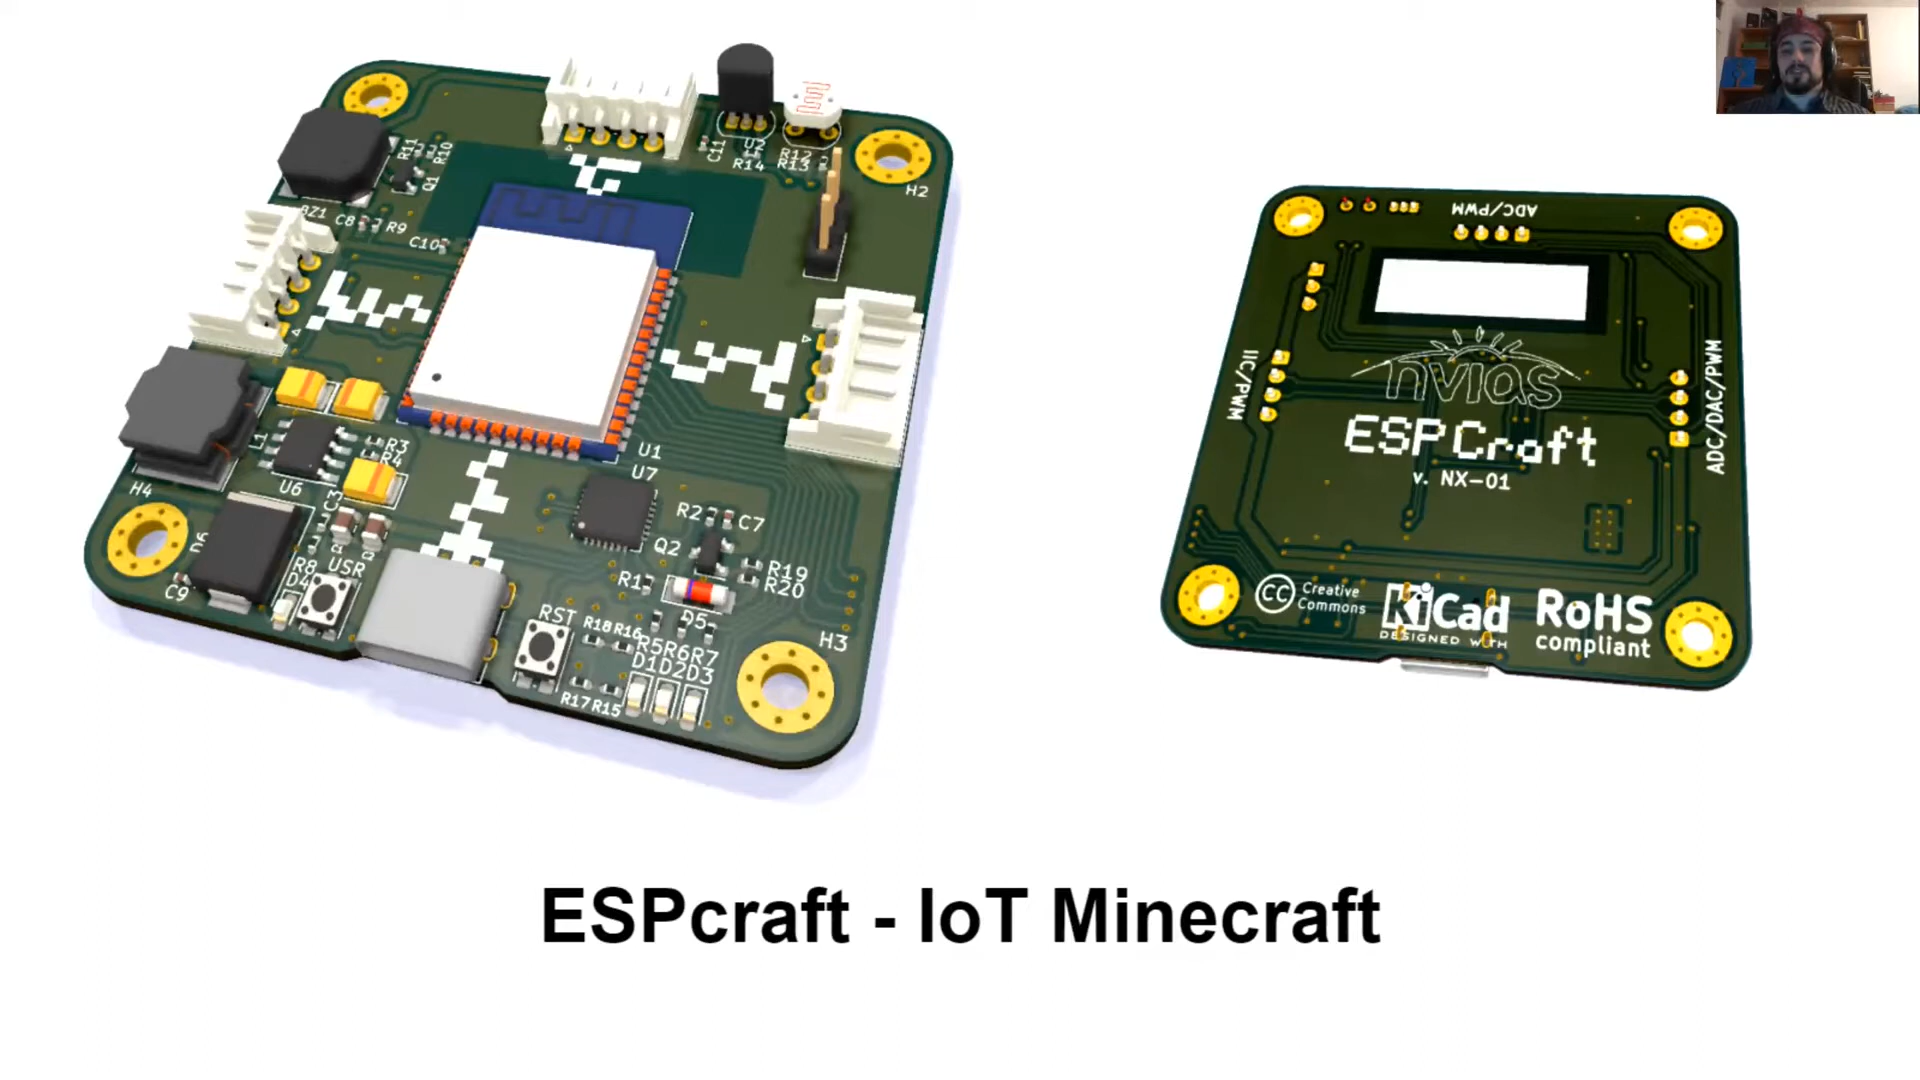 C11
U2
R14
R12
R13
H2
R11
R10
Q1
BZ1
C8
R9
C10
U1
U7
L1
R3
R4
U6
C3
H4
R2
C7
Q2
R19
R20
R1
D5
C9
R8
D4
USR
RST
R18
R16
R5R6R7
D1D2D3
H3
R17
R15
ADC/PWM
IIC/PWM
ADC/DAC/PWM
nvias
ESPCraft
v. NX-01
CC
Creative
Commons
KiCad
DESIGNED WITH
RoHS
compliant
ESPcraft - IoT Minecraft